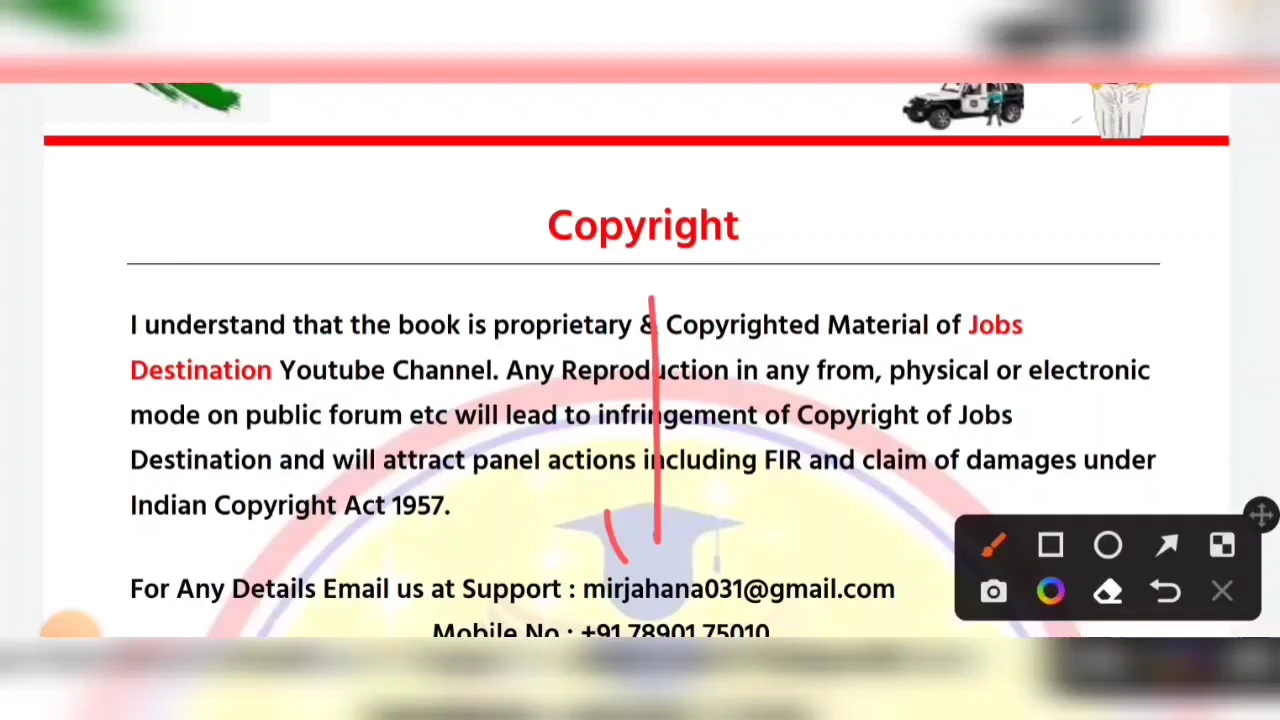 Copyright
I understand that the book is proprietary & Copyrighted Material of Jobs
Destination Youtube Channel. Any Reproduction in any from, physical or electronic
mode on public forum etc will lead to infringement of Copyright of Jobs
Destination and will attract panel actions including FIR and claim of damages under
Indian Copyright Act 1957.
For Any Details Email us at Support : mirjahana031@gmail.com
Mobile No : +91 78901 75010